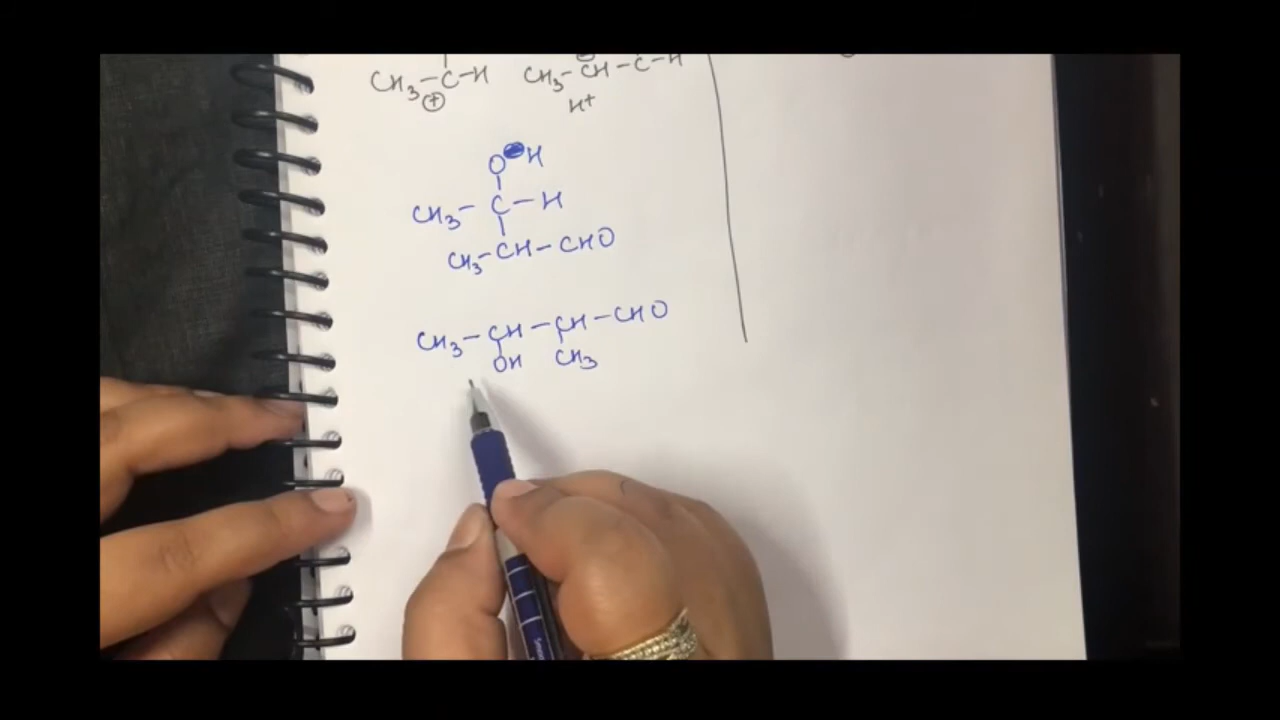 CH3-C-H CH3-CH-C-H
⊕ H+
O H
CH3- C - H
CH3-CH-CHO
CH3-CH-CH-CHO
OH CH3